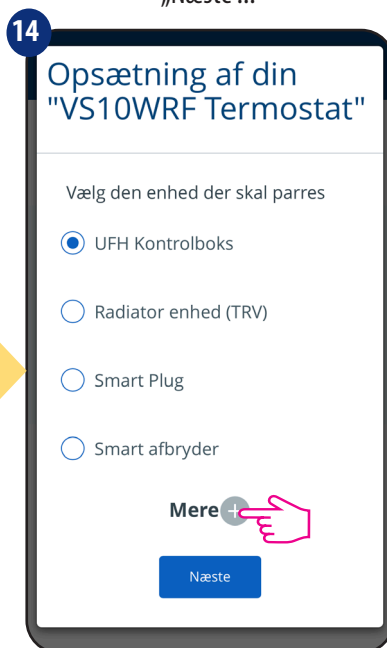 „Næste ...
14
Opsætning af din
"VS10WRF Termostat"
Vælg den enhed der skal parres
UFH Kontrolboks
Radiator enhed (TRV)
Smart Plug
Smart afbryder
Mere +
Næste